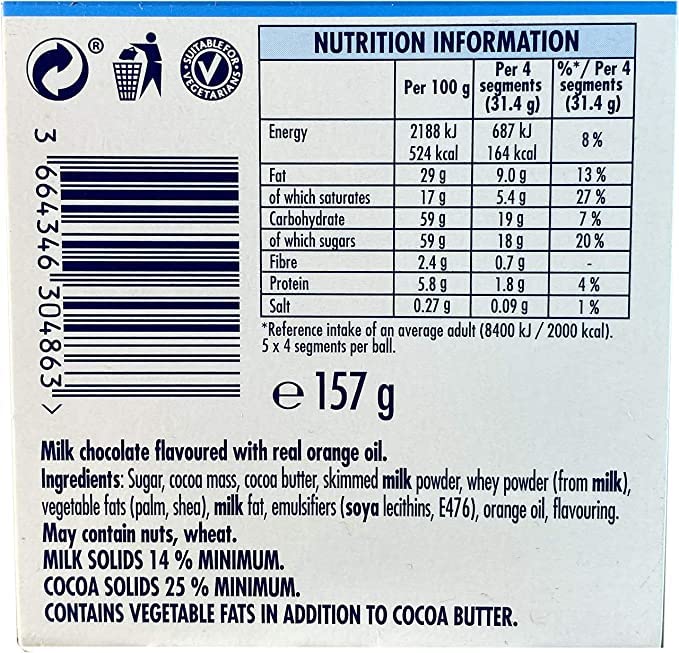 ®
SUITABLE FOR
VEGETARIANS
3 664346 304863 >
NUTRITION INFORMATION
Per 100 g | Per 4 segments (31.4 g) | %*/ Per 4 segments (31.4 g)
Energy | 2188 kJ 524 kcal | 687 kJ 164 kcal | 8 %
Fat | 29 g | 9.0 g | 13 %
of which saturates | 17 g | 5.4 g | 27 %
Carbohydrate | 59 g | 19 g | 7 %
of which sugars | 59 g | 18 g | 20 %
Fibre | 2.4 g | 0.7 g | -
Protein | 5.8 g | 1.8 g | 4 %
Salt | 0.27 g | 0.09 g | 1 %
*Reference intake of an average adult (8400 kJ / 2000 kcal).
5 x 4 segments per ball.
e 157 g
Milk chocolate flavoured with real orange oil.
Ingredients: Sugar, cocoa mass, cocoa butter, skimmed milk powder, whey powder (from milk),
vegetable fats (palm, shea), milk fat, emulsifiers (soya lecithins, E476), orange oil, flavouring.
May contain nuts, wheat.
MILK SOLIDS 14 % MINIMUM.
COCOA SOLIDS 25 % MINIMUM.
CONTAINS VEGETABLE FATS IN ADDITION TO COCOA BUTTER.